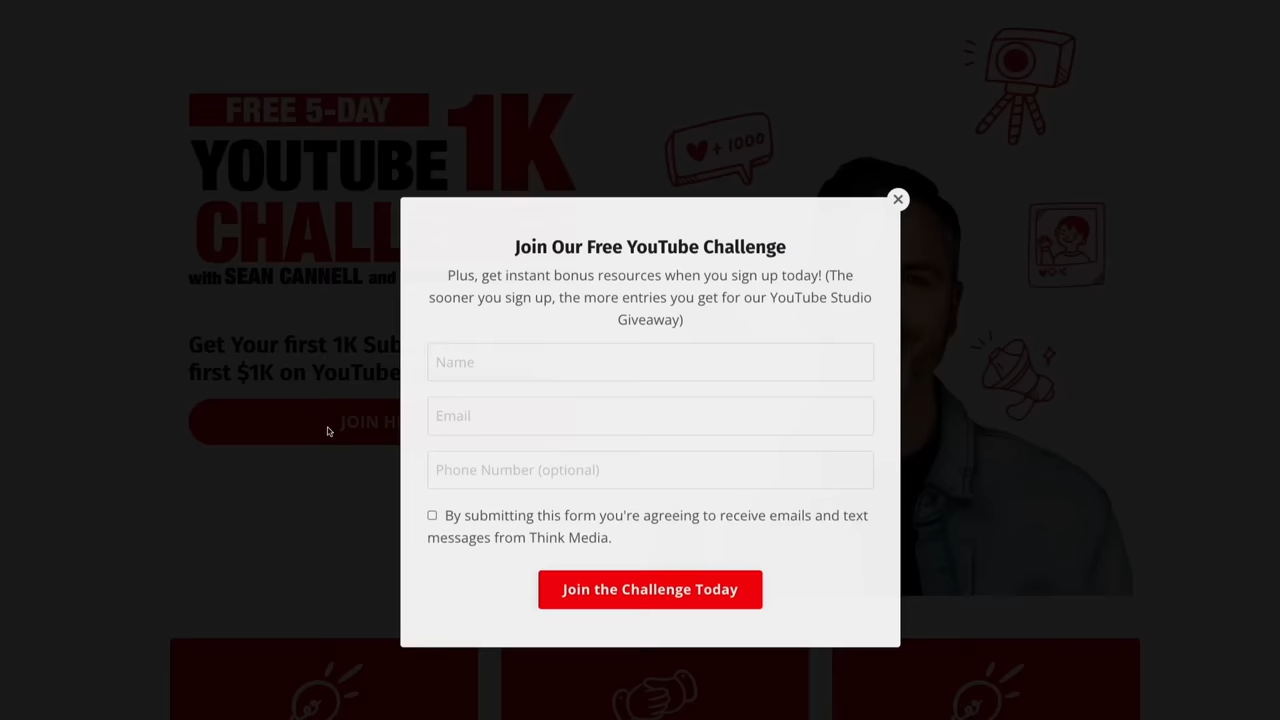 FREE 5-DAY
YOUTUBE 1K
CHALL
with SEAN CANNELL and
Get Your first 1K Sub
first $1K on YouTube
JOIN H
+ 1000
Join Our Free YouTube Challenge
Plus, get instant bonus resources when you sign up today! (The
sooner you sign up, the more entries you get for our YouTube Studio
Giveaway)
Name
Email
Phone Number (optional)
By submitting this form you're agreeing to receive emails and text
messages from Think Media.
Join the Challenge Today